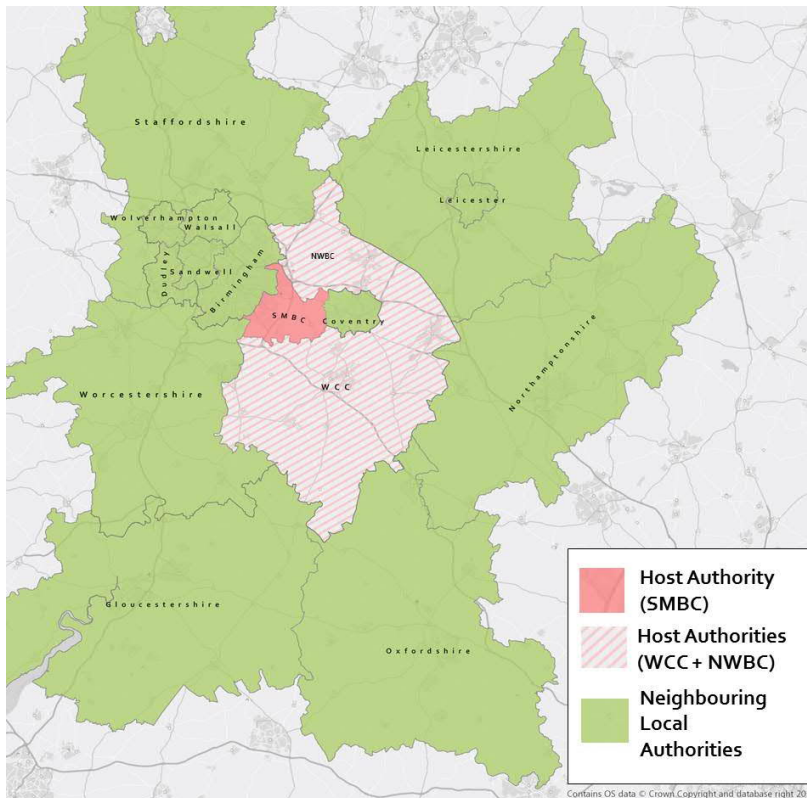 Staffordshire
Leicestershire
Leicester
Wolverhampton
Walsall
Dudley
Sandwell
Birmingham
NWBC
SMBC
Coventry
Northamptonshire
Worcestershire
WCC
Gloucestershire
Oxfordshire
Host Authority
(SMBC)
Host Authorities
(WCC + NWBC)
Neighbouring
Local
Authorities
Contains OS data © Crown Copyright and database right 20